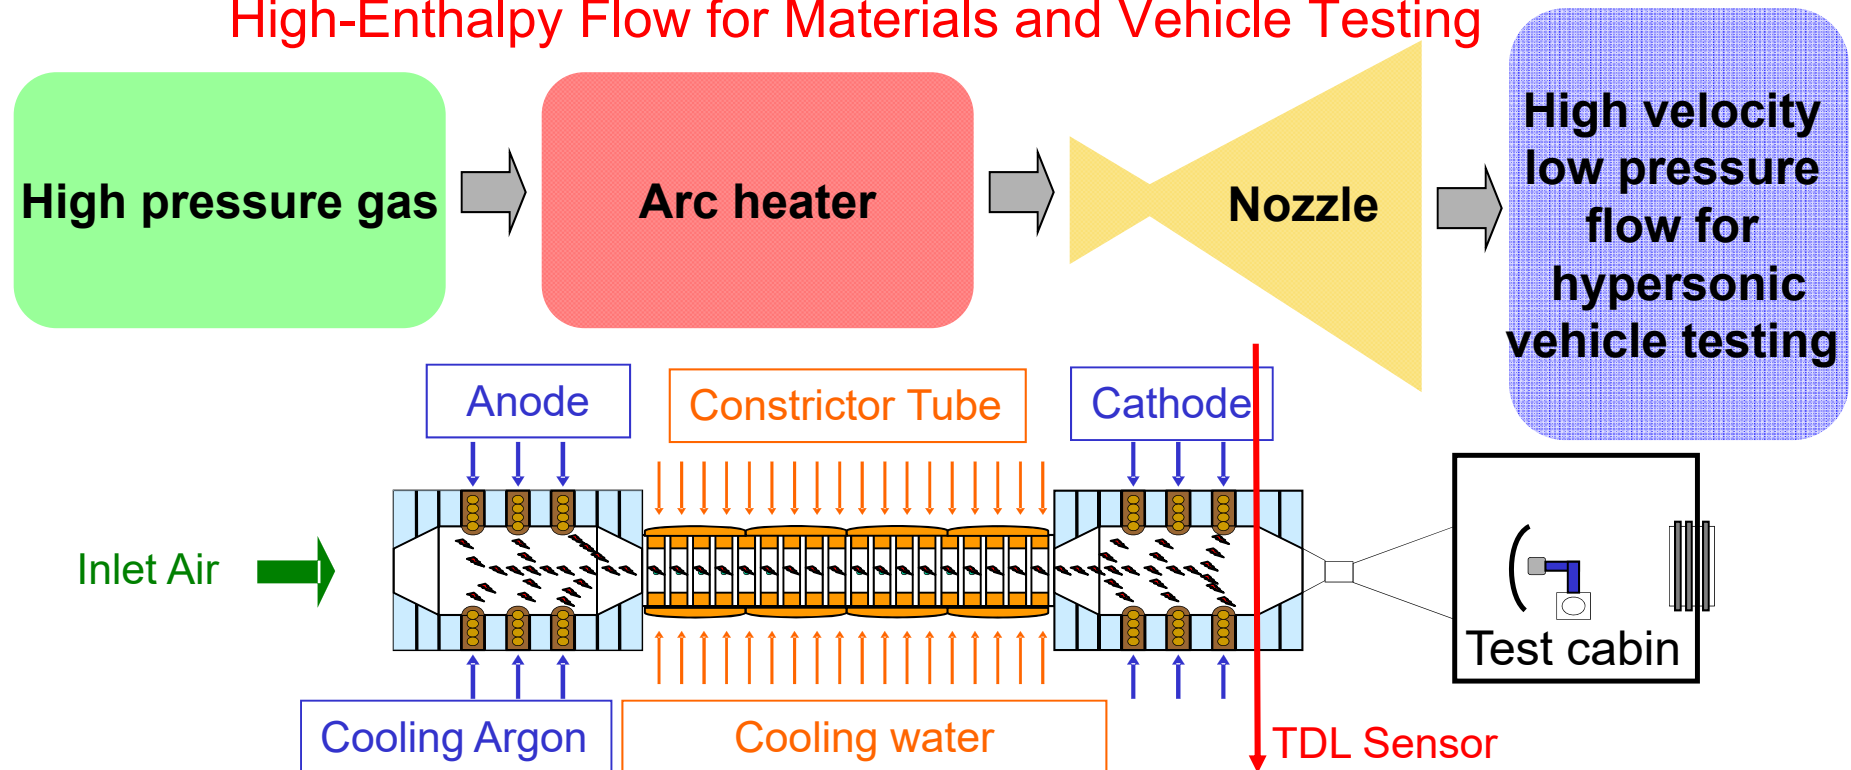 High-Enthalpy Flow for Materials and Vehicle Testing
High pressure gas
Arc heater
Nozzle
High velocity
low pressure
flow for
hypersonic
vehicle testing
Anode
Constrictor Tube
Cathode
Inlet Air
Test cabin
Cooling Argon
Cooling water
TDL Sensor